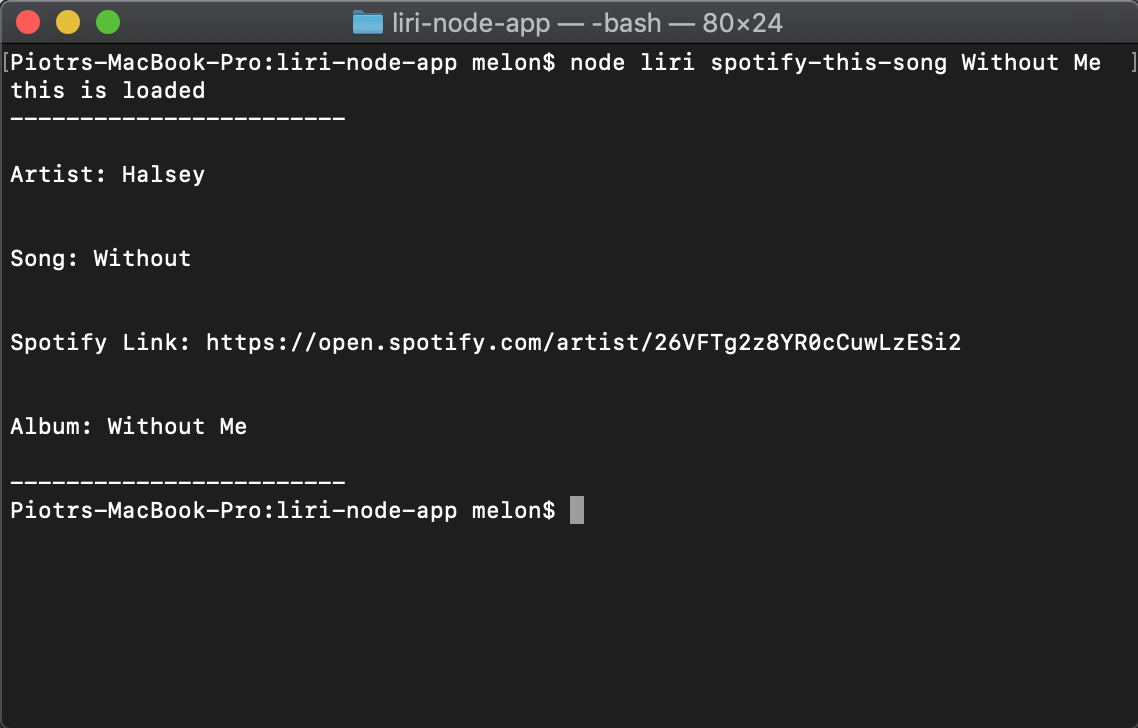 liri-node-app — -bash — 80×24
[Piotrs-MacBook-Pro:liri-node-app melon$ node liri spotify-this-song Without Me ]
this is loaded
------------------------
Artist: Halsey
Song: Without
Spotify Link: https://open.spotify.com/artist/26VFTg2z8YR0cCuwLzESi2
Album: Without Me
------------------------
Piotrs-MacBook-Pro:liri-node-app melon$